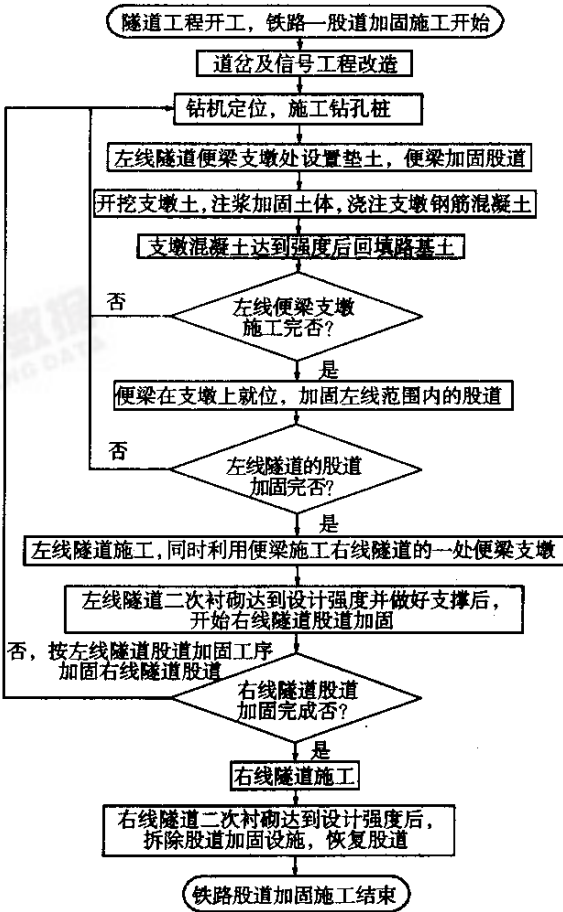 隧道工程开工，铁路一股道加固施工开始
道岔及信号工程改造
钻机定位，施工钻孔桩
左线隧道便梁支墩处设置垫土，便梁加固股道
开挖支墩土，注浆加固土体，浇注支墩钢筋混凝土
支墩混凝土达到强度后回填路基土
否
左线便梁支墩
施工完否？
是
便梁在支墩上就位，加固左线范围内的股道
否
左线隧道的股道
加固完否？
是
左线隧道施工，同时利用便梁施工右线隧道的一处便梁支墩
左线隧道二次衬砌达到设计强度并做好支撑后，
开始右线隧道股道加固
否，按左线隧道股道加固工序
加固右线隧道股道
右线隧道股道
加固完成否？
是
右线隧道施工
右线隧道二次衬砌达到设计强度后，
拆除股道加固设施，恢复股道
铁路股道加固施工结束